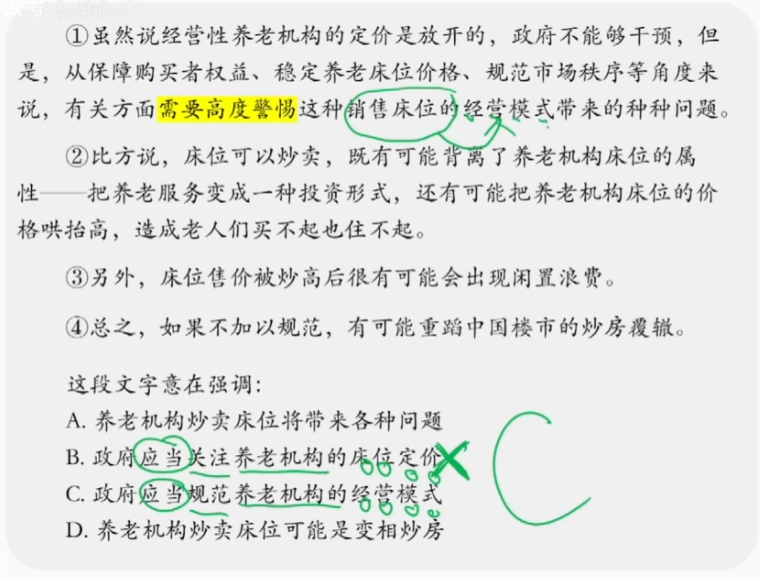 ①虽然说经营性养老机构的定价是放开的，政府不能够干预，但
是，从保障购买者权益、稳定养老床位价格、规范市场秩序等角度来
说，有关方面需要高度警惕这种销售床位的经营模式带来的种种问题。
②比方说，床位可以炒卖，既有可能背离了养老机构床位的属
性——把养老服务变成一种投资形式，还有可能把养老机构床位的价
格哄抬高，造成老人们买不起也住不起。
③另外，床位售价被炒高后很有可能会出现闲置浪费。
④总之，如果不加以规范，有可能重蹈中国楼市的炒房覆辙。
这段文字意在强调：
A. 养老机构炒卖床位将带来各种问题
B. 政府应当关注养老机构的床位定价
C. 政府应当规范养老机构的经营模式
D. 养老机构炒卖床位可能是变相炒房
C